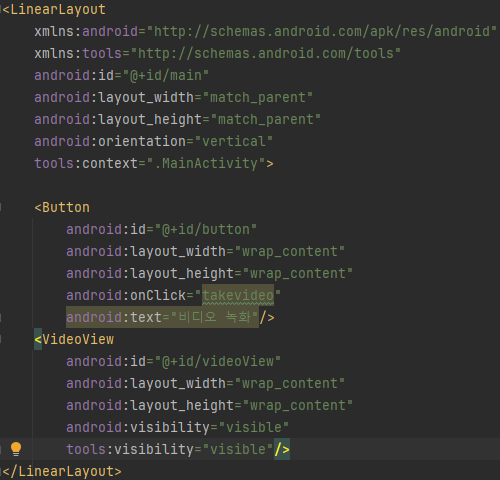 <LinearLayout
xmlns:android="http://schemas.android.com/apk/res/android"
xmlns:tools="http://schemas.android.com/tools"
android:id="@+id/main"
android:layout_width="match_parent"
android:layout_height="match_parent"
android:orientation="vertical"
tools:context=".MainActivity">
<Button
android:id="@+id/button"
android:layout_width="wrap_content"
android:layout_height="wrap_content"
android:onClick="takevideo"
android:text="비디오 녹화"/>
<VideoView
android:id="@+id/videoView"
android:layout_width="wrap_content"
android:layout_height="wrap_content"
android:visibility="visible"
tools:visibility="visible"/>
</LinearLayout>